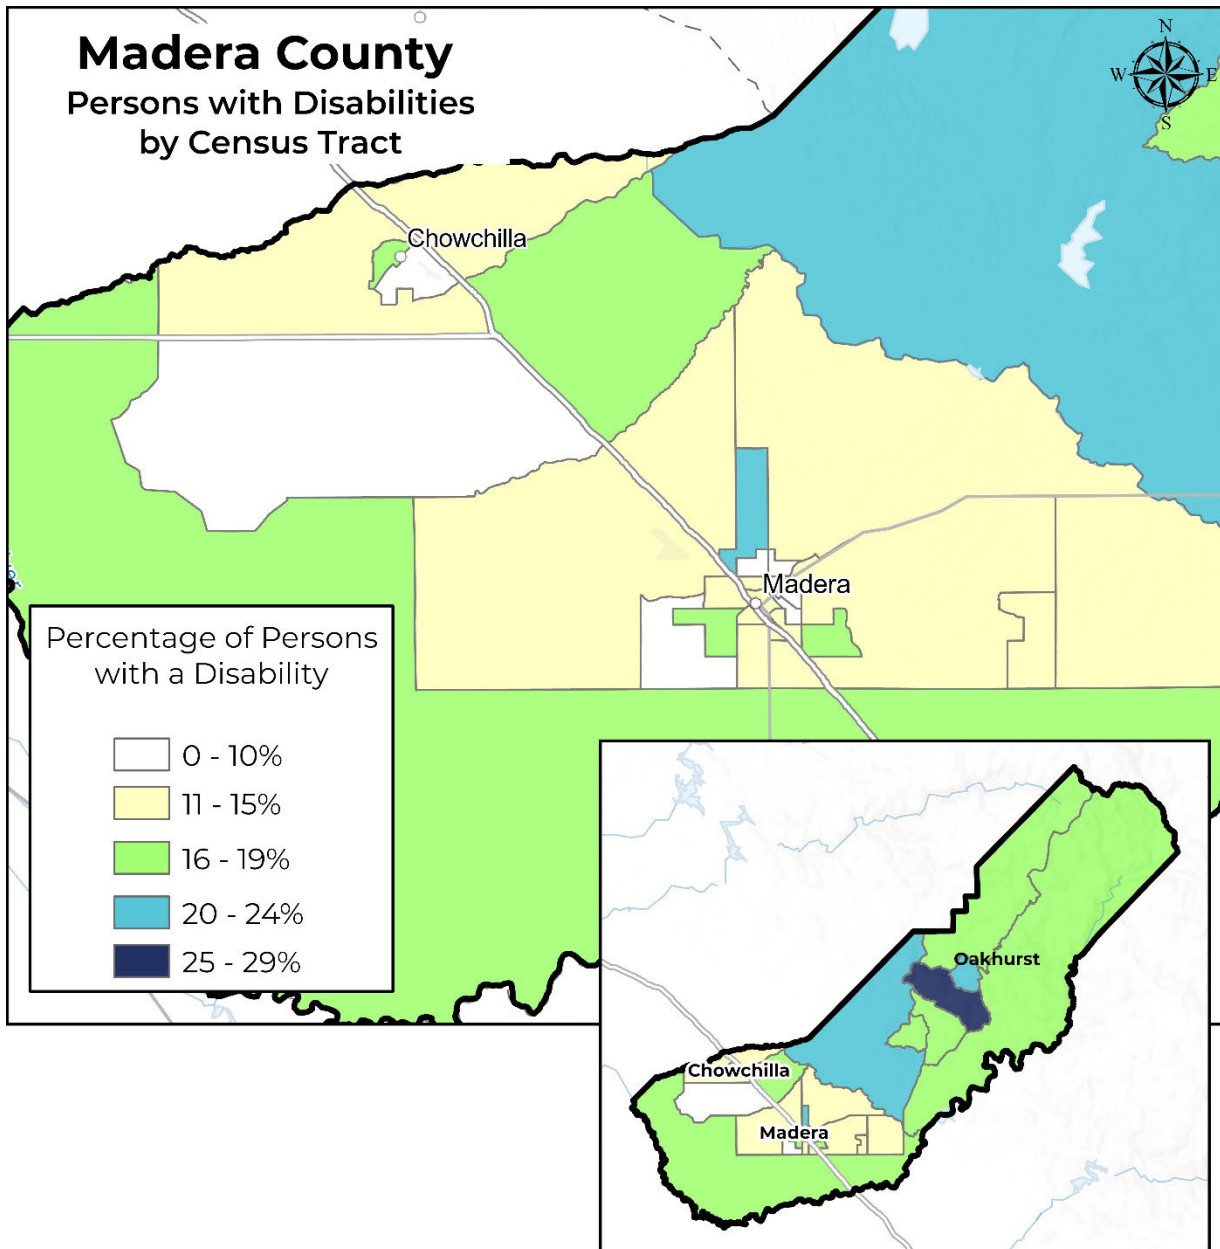 Madera County
Persons with Disabilities
by Census Tract
N
W
E
S
Chowchilla
Madera
Percentage of Persons
with a Disability
0 - 10%
11 - 15%
16 - 19%
20 - 24%
25 - 29%
Oakhurst
Chowchilla
Madera